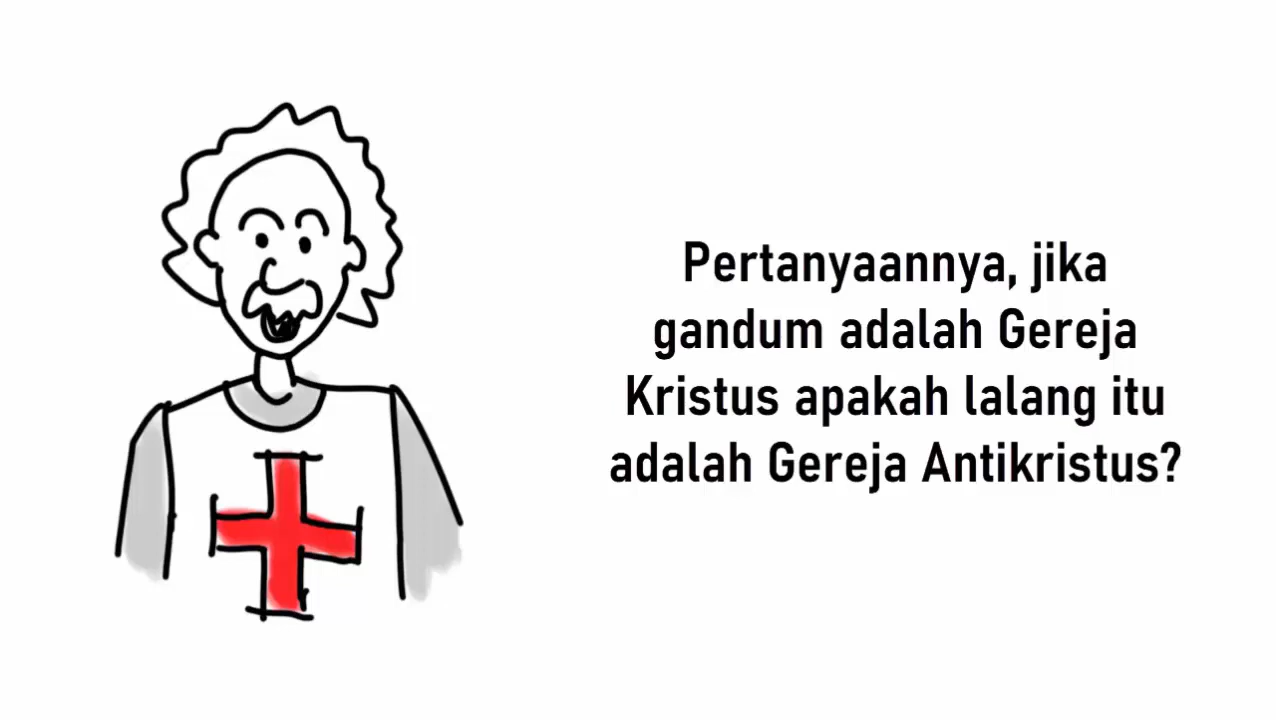 Pertanyaannya, jika
gandum adalah Gereja
Kristus apakah lalang itu
adalah Gereja Antikristus?